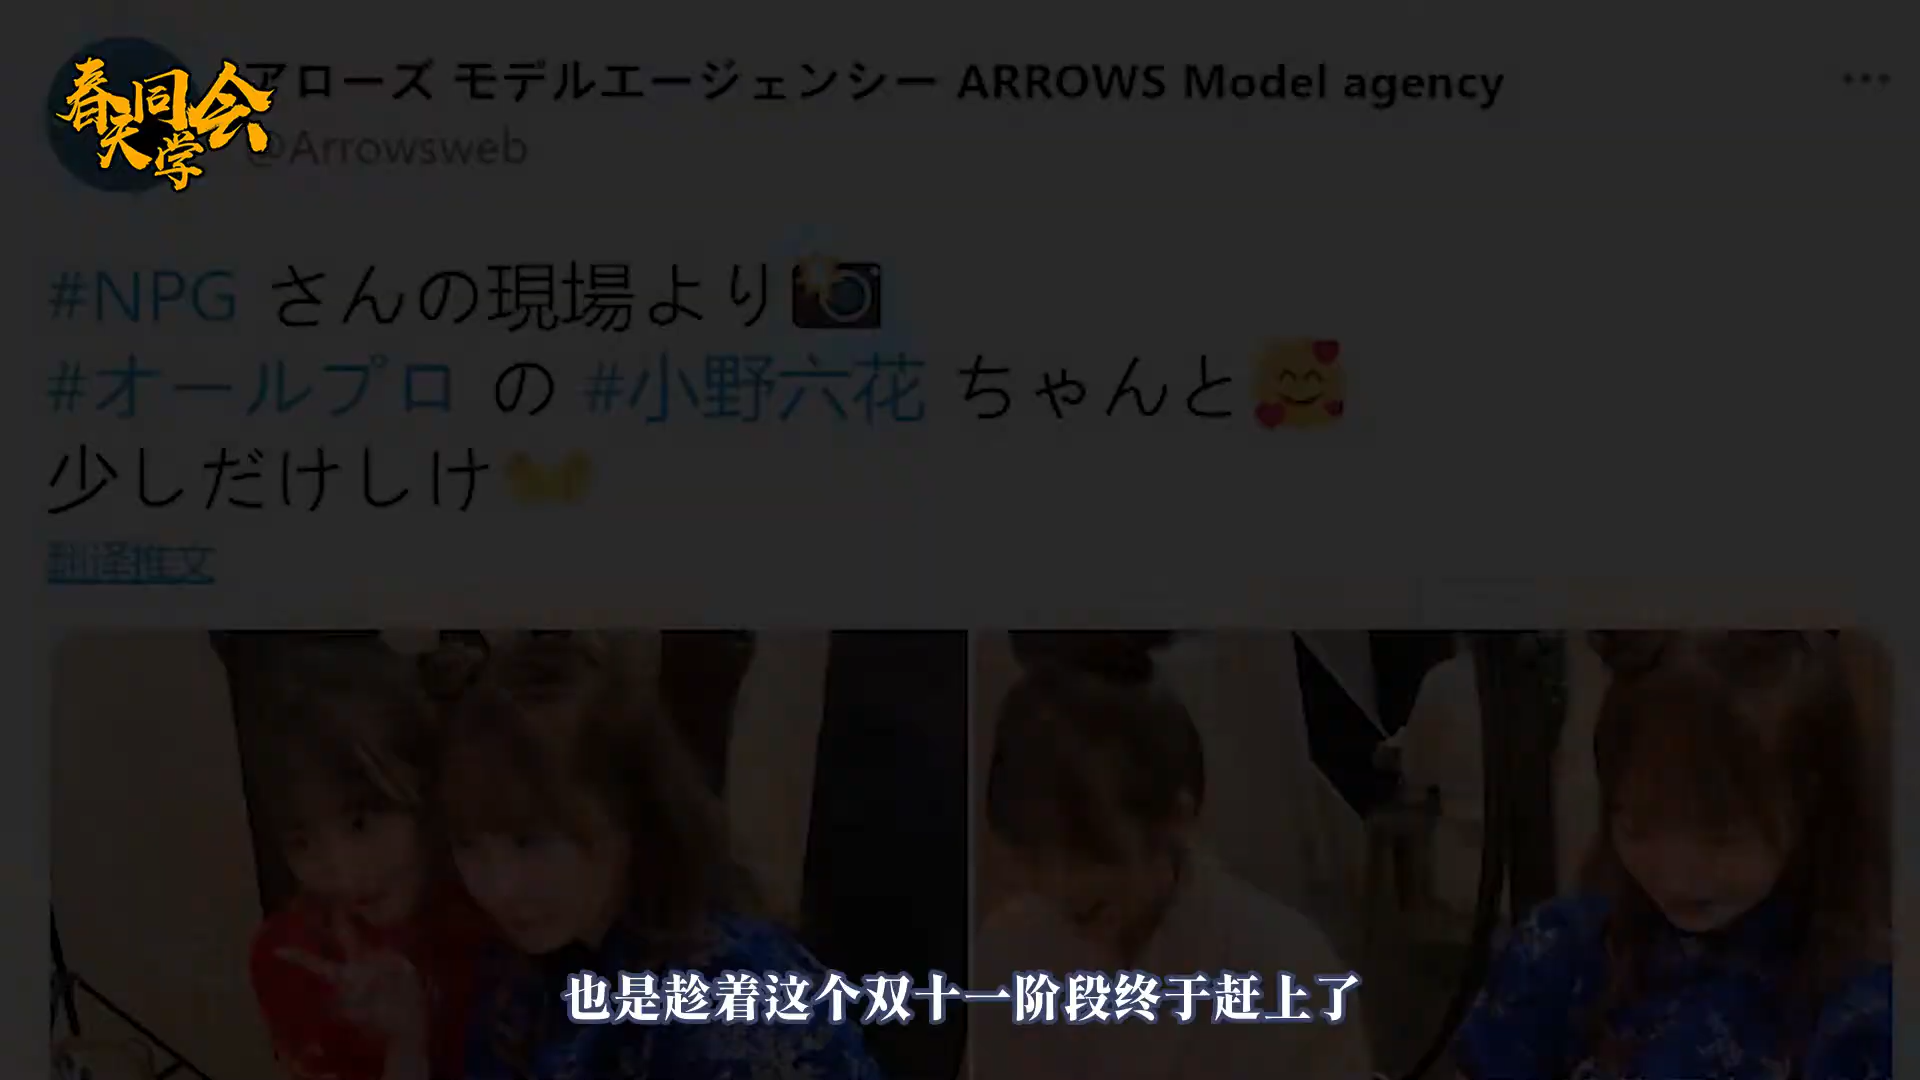 春天同学会
アローズ モデルエージェンシー ARROWS Model agency
@Arrowsweb
#NPG さんの現場より
#オールプロ の #小野六花 ちゃんと
少しだけしけ
翻译推文
也是趁着这个双十一阶段终于赶上了